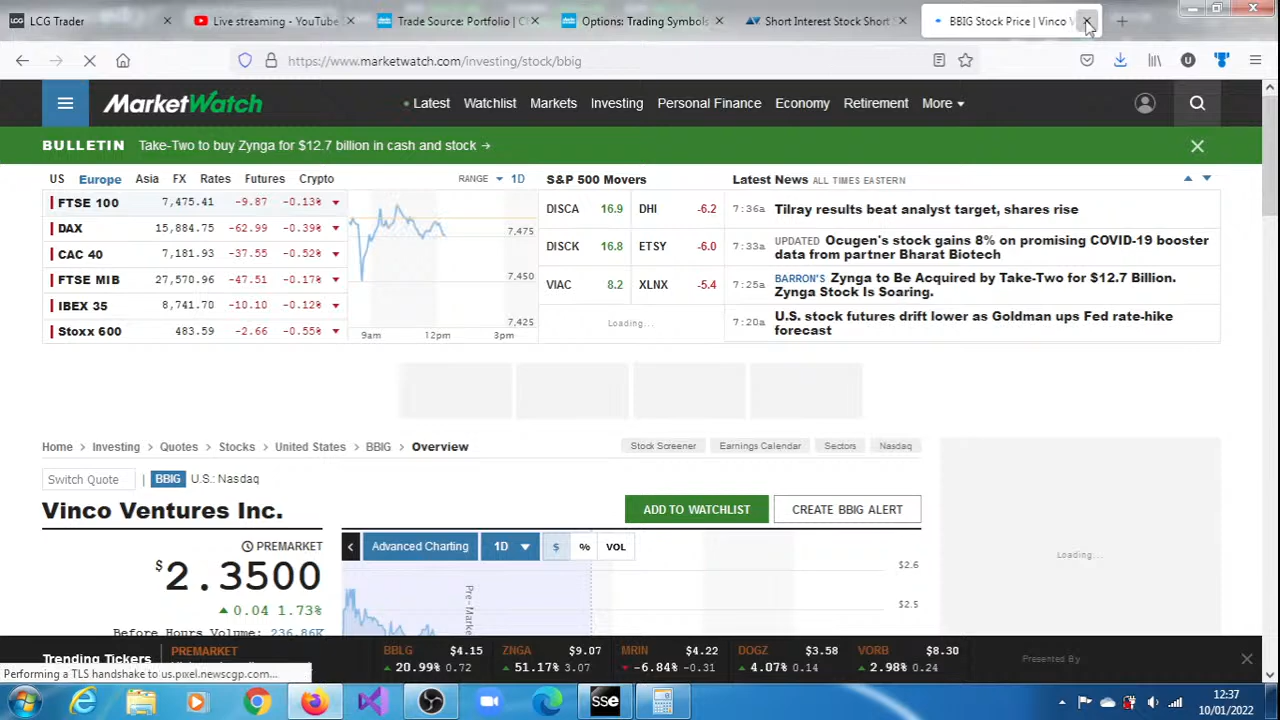 LCG Trader
Live streaming - YouTube
Trade Source: Portfolio | C
Options: Trading Symbols
Short Interest Stock Short S
BBIG Stock Price | Vinco V
https://www.marketwatch.com/investing/stock/bbig
MarketWatch
Latest Watchlist Markets Investing Personal Finance Economy Retirement More
BULLETIN Take-Two to buy Zynga for $12.7 billion in cash and stock →
US Europe Asia FX Rates Futures Crypto
RANGE 1D
FTSE 100 7,475.41 -9.87 -0.13%
DAX 15,884.75 -62.99 -0.39%
CAC 40 7,181.93 -37.55 -0.52%
FTSE MIB 27,570.96 -47.51 -0.17%
IBEX 35 8,741.70 -10.10 -0.12%
Stoxx 600 483.59 -2.66 -0.55%
7,475
7,450
7,425
9am 12pm 3pm
S&P 500 Movers
DISCA 16.9 DHI -6.2
DISCK 16.8 ETSY -6.0
VIAC 8.2 XLNX -5.4
Loading...
Latest News ALL TIMES EASTERN
7:36a Tilray results beat analyst target, shares rise
7:33a UPDATED Ocugen's stock gains 8% on promising COVID-19 booster
data from partner Bharat Biotech
7:25a BARRON'S Zynga to Be Acquired by Take-Two for $12.7 Billion.
Zynga Stock Is Soaring.
7:20a U.S. stock futures drift lower as Goldman ups Fed rate-hike
forecast
Home > Investing > Quotes > Stocks > United States > BBIG > Overview
Stock Screener Earnings Calendar Sectors Nasdaq
Switch Quote | BBIG U.S.: Nasdaq
Vinco Ventures Inc.
ADD TO WATCHLIST CREATE BBIG ALERT
PREMARKET
$2.3500
0.04 1.73%
Before Hours Volume: 236.86K
Advanced Charting 1D $ % VOL
$2.6
$2.5
Pre-Market
Loading...
Trending Tickers
PREMARKET
BBLG $4.15
20.99% 0.72
ZNGA $9.07
51.17% 3.07
MRIN $4.22
-6.84% -0.31
DOGZ $3.58
4.07% 0.14
VORB $8.30
2.98% 0.24
Presented By
Performing a TLS handshake to us.pixel.newscgp.com...
sse
12:37
10/01/2022